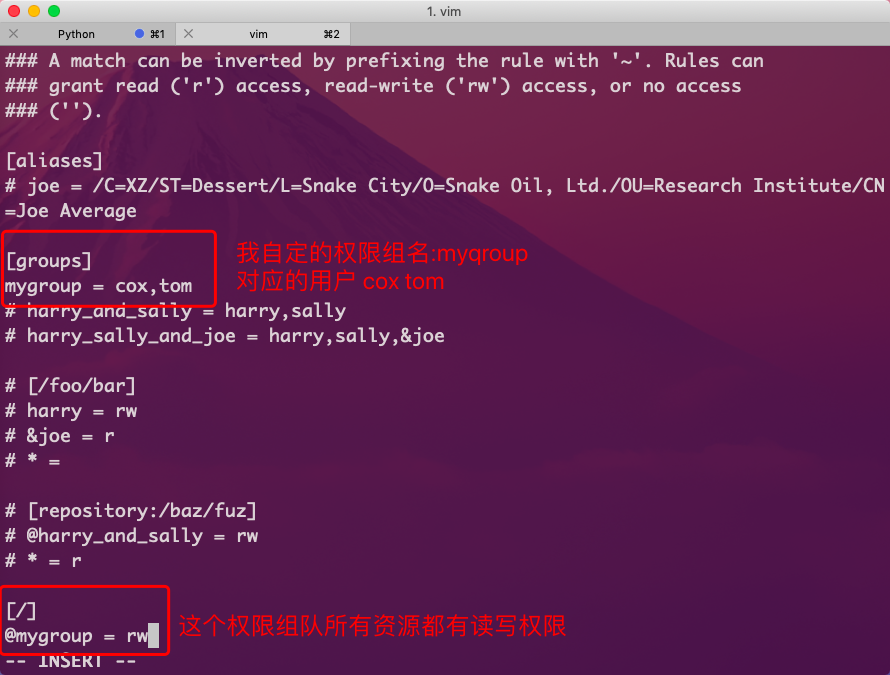 1. vim
Python ⌘1 vim ⌘2
### A match can be inverted by prefixing the rule with '~'. Rules can
### grant read ('r') access, read-write ('rw') access, or no access
### ('').
[aliases]
# joe = /C=XZ/ST=Dessert/L=Snake City/O=Snake Oil, Ltd./OU=Research Institute/CN
=Joe Average
[groups]
我自定的权限组名:myqroup
mygroup = cox,tom
对应的用户 cox tom
# harry_and_sally = harry,sally
# harry_sally_and_joe = harry,sally,&joe
# [/foo/bar]
# harry = rw
# &joe = r
# * =
# [repository:/baz/fuz]
# @harry_and_sally = rw
# * = r
[/]
@mygroup = rw
这个权限组队所有资源都有读写权限
-- INSERT --